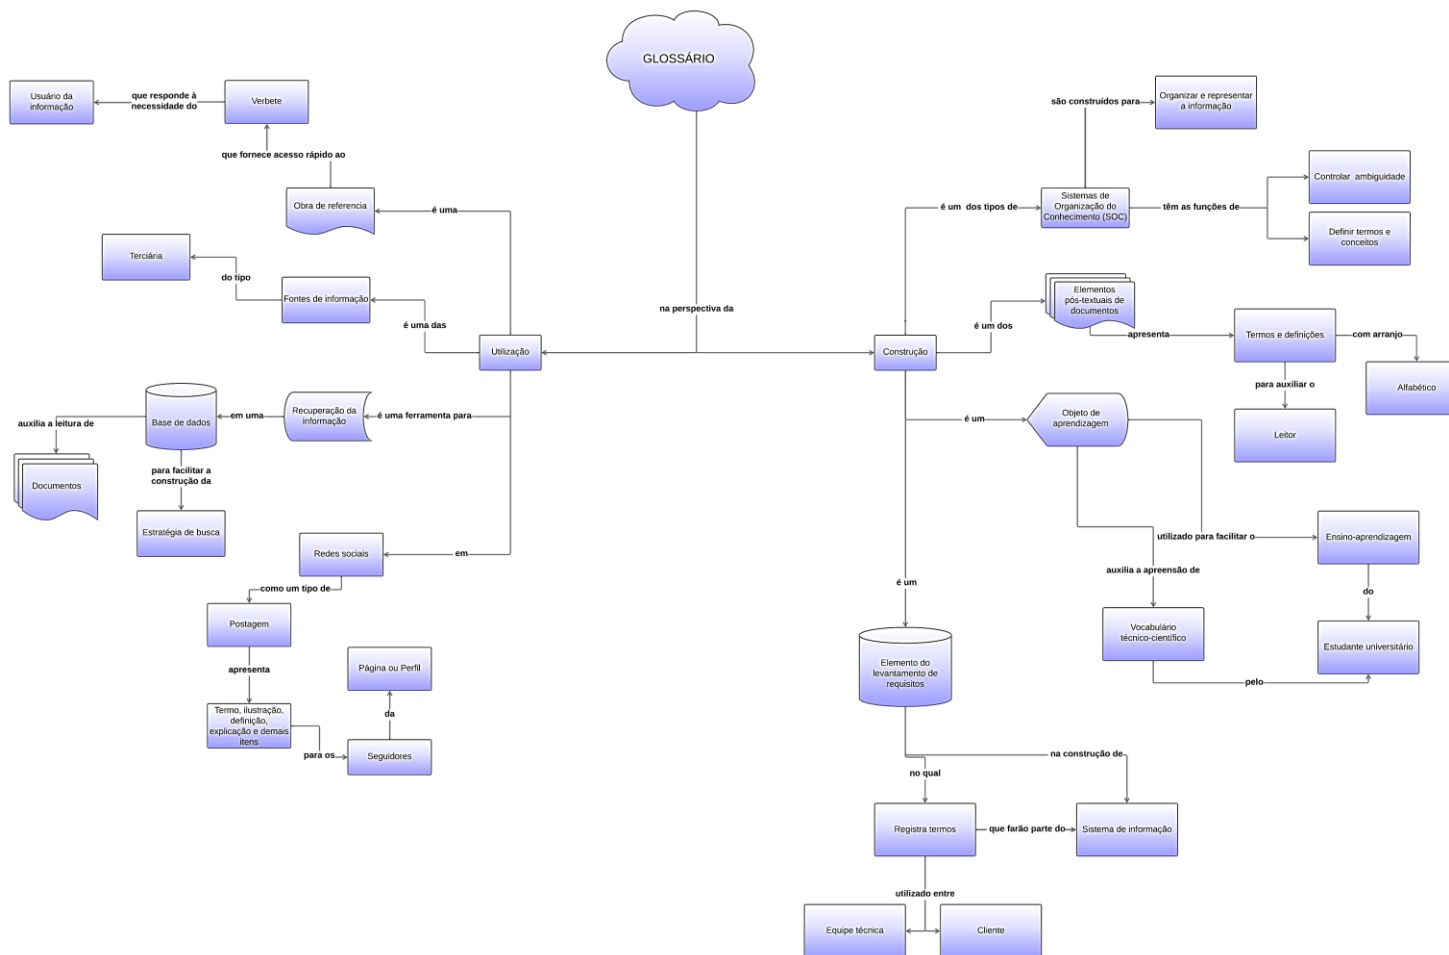 GLOSSÁRIO
na perspectiva da
Utilização
é uma
Obra de referencia
que fornece acesso rápido ao
Verbete
que responde à
necessidade do
Usuário da
informação
é uma das
Fontes de informação
do tipo
Terciária
é uma ferramenta para
Recuperação da
informação
em uma
Base de dados
auxilia a leitura de
Documentos
para facilitar a
construção da
Estratégia de busca
em
Redes sociais
como um tipo de
Postagem
apresenta
Termo, ilustração,
definição,
explicação e demais
itens
para os
Seguidores
da
Página ou Perfil
Construção
é um  dos tipos de
Sistemas de
Organização do
Conhecimento (SOC)
são construídos para
Organizar e representar
a informação
têm as funções de
Controlar  ambiguidade
Definir termos e
conceitos
é um dos
Elementos
pós-textuais de
documentos
apresenta
Termos e definições
com arranjo
Alfabético
para auxiliar o
Leitor
é um
Objeto de
aprendizagem
utilizado para facilitar o
Ensino-aprendizagem
do
Estudante universitário
auxilia a apreensão de
Vocabulário
técnico-científico
pelo
é um
Elemento do
levantamento de
requisitos
na construção de
no qual
Registra termos
que farão parte do
Sistema de informação
utilizado entre
Equipe técnica
Cliente